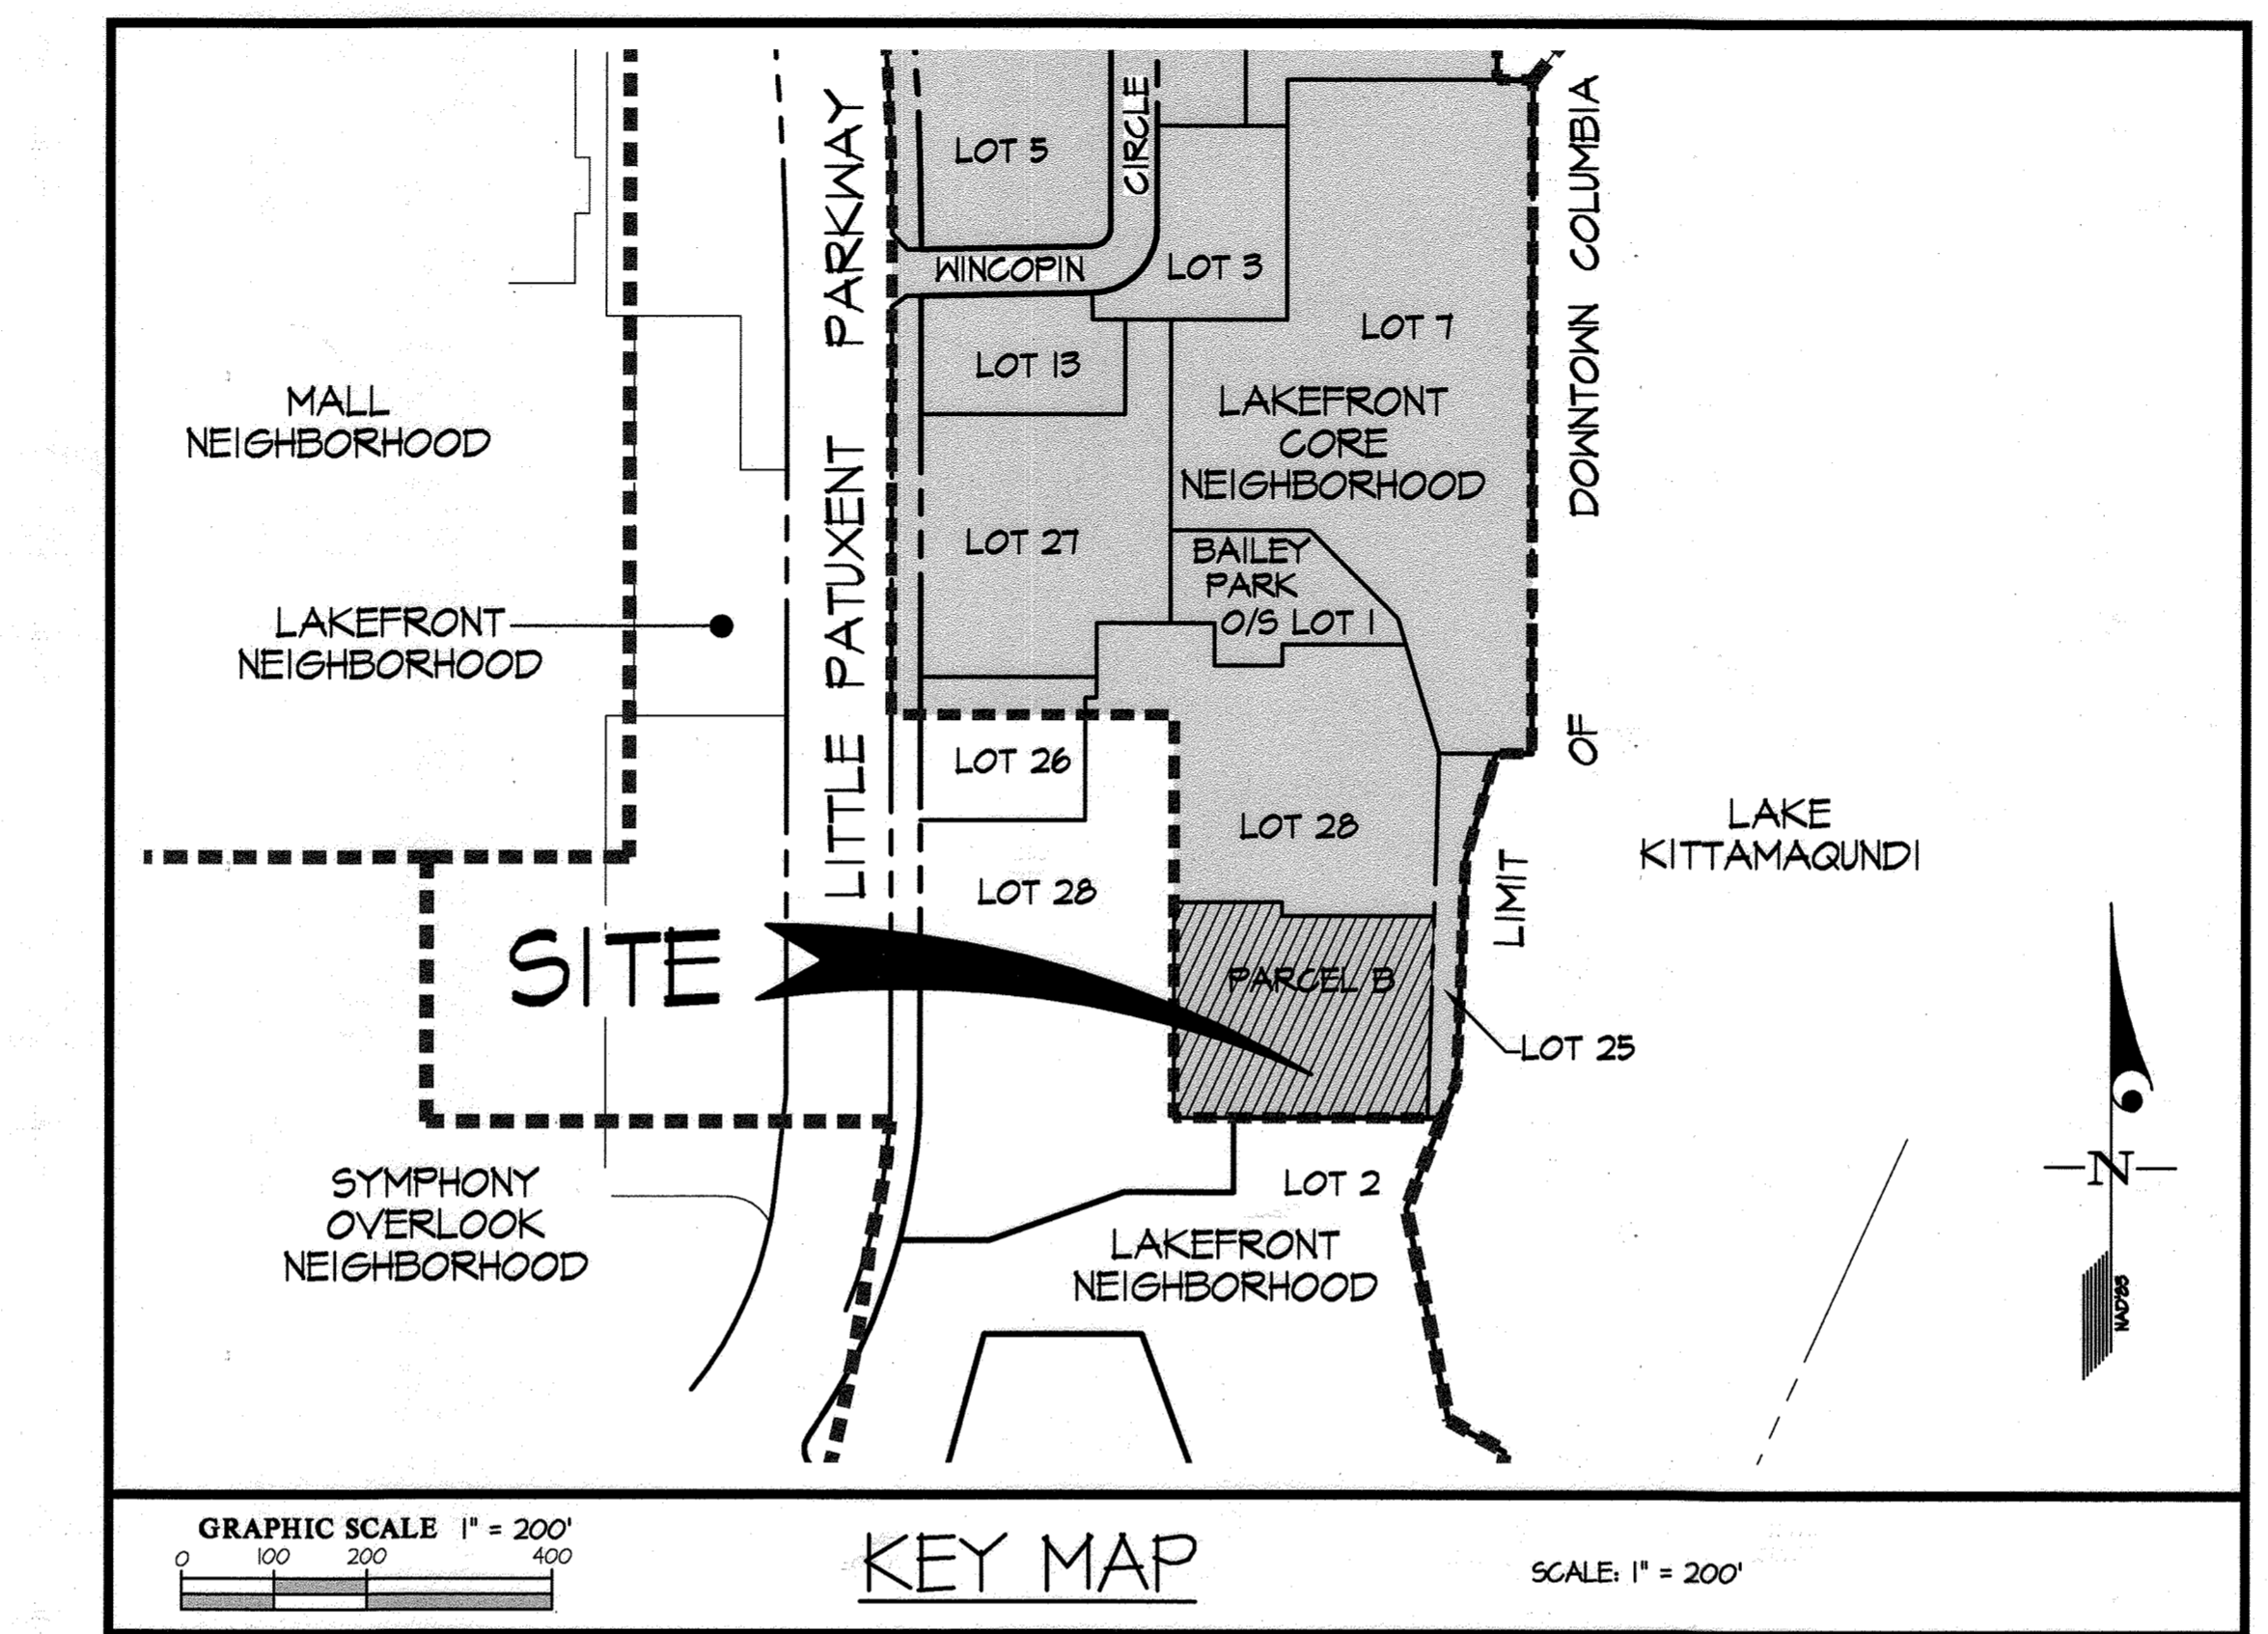 LOT 5
CIRCLE
WINCOPIN
LOT 3
LOT 7
LOT 13
MALL
NEIGHBORHOOD
LAKEFRONT
CORE
NEIGHBORHOOD
LITTLE PATUXENT PARKWAY
LIMIT OF DOWNTOWN COLUMBIA
LOT 27
BAILEY
PARK
O/S LOT 1
LAKEFRONT
NEIGHBORHOOD
LOT 26
LOT 28
LAKE
KITTAMAQUNDI
LOT 28
SITE
PARCEL B
LOT 25
SYMPHONY
OVERLOOK
NEIGHBORHOOD
LOT 2
LAKEFRONT
NEIGHBORHOOD
N
NAD'83
GRAPHIC SCALE 1" = 200'
0 100 200 400
KEY MAP
SCALE: 1" = 200'